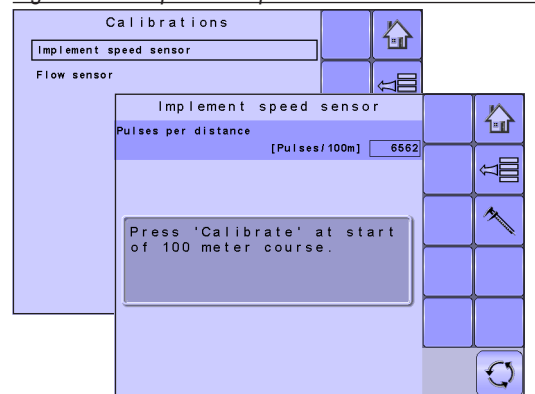 Calibrations
Implement speed sensor
Flow sensor
Implement speed sensor
Pulses per distance
[Pulses/100m] 6562
Press 'Calibrate' at start
of 100 meter course.